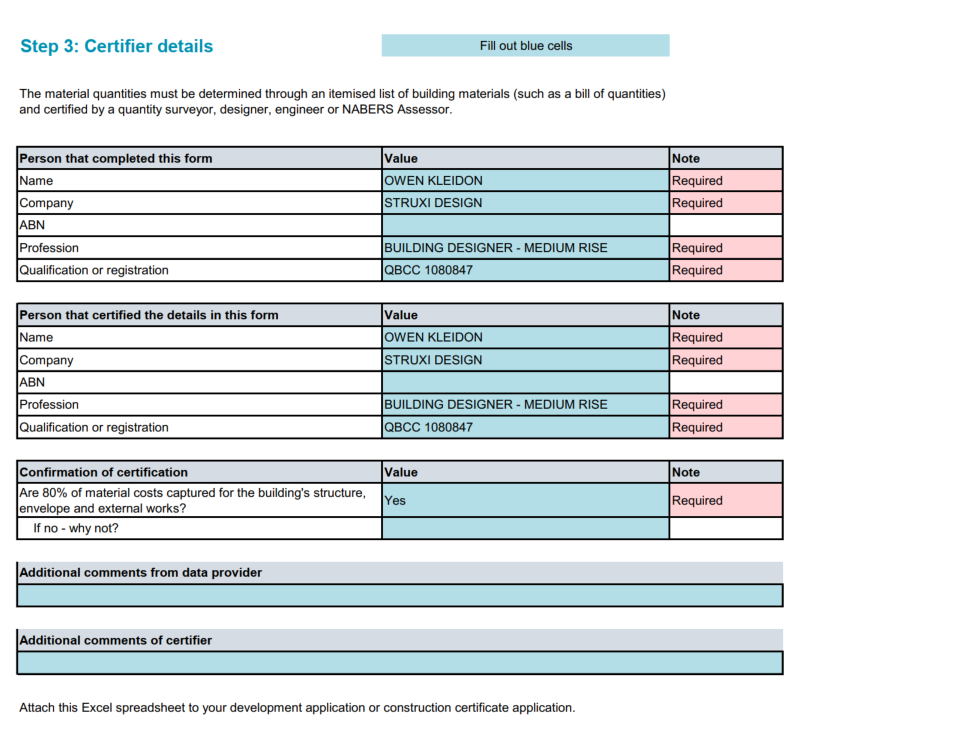 Step 3: Certifier details
Fill out blue cells
The material quantities must be determined through an itemised list of building materials (such as a bill of quantities)
and certified by a quantity surveyor, designer, engineer or NABERS Assessor.
Person that completed this form Value Note
Name OWEN KLEIDON Required
Company STRUXI DESIGN Required
ABN
Profession BUILDING DESIGNER - MEDIUM RISE Required
Qualification or registration QBCC 1080847 Required
Person that certified the details in this form Value Note
Name OWEN KLEIDON Required
Company STRUXI DESIGN Required
ABN
Profession BUILDING DESIGNER - MEDIUM RISE Required
Qualification or registration QBCC 1080847 Required
Confirmation of certification Value Note
Are 80% of material costs captured for the building's structure,
envelope and external works? Yes Required
If no - why not?
Additional comments from data provider
Additional comments of certifier
Attach this Excel spreadsheet to your development application or construction certificate application.